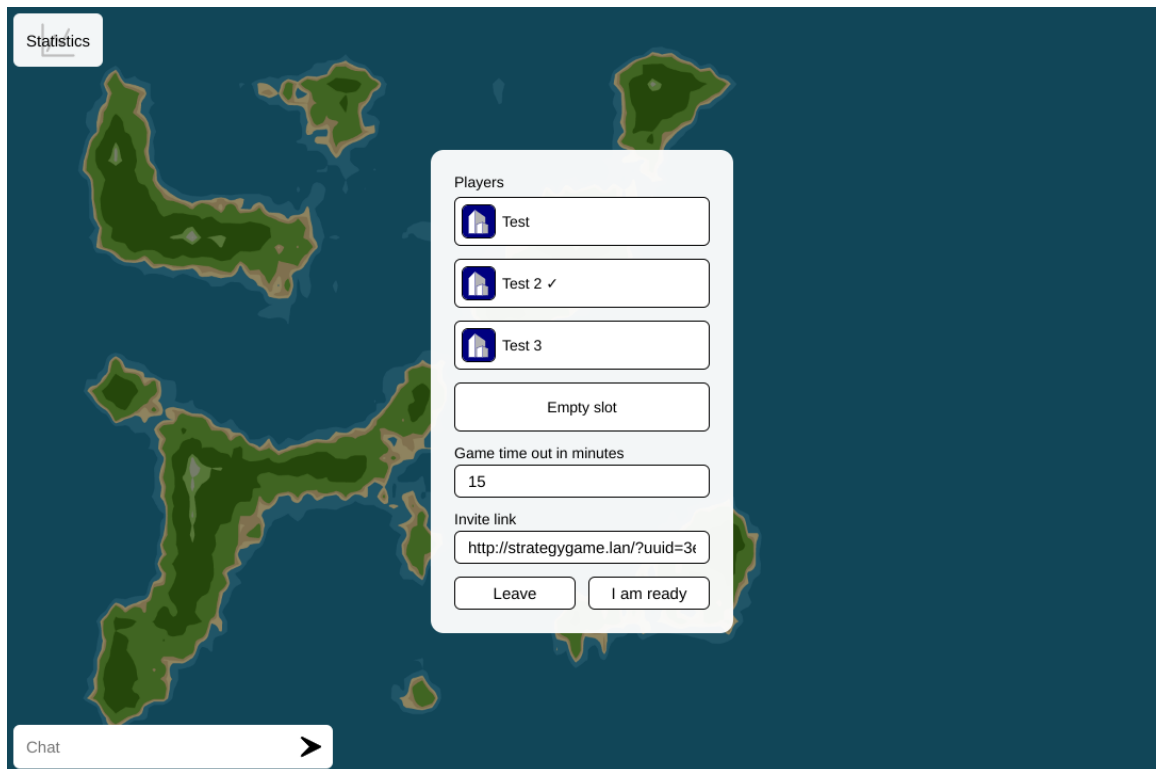 Statistics
Players
Test
Test 2 ✓
Test 3
Empty slot
Game time out in minutes
15
Invite link
http://strategygame.lan/?uuid=3e
Leave
I am ready
Chat